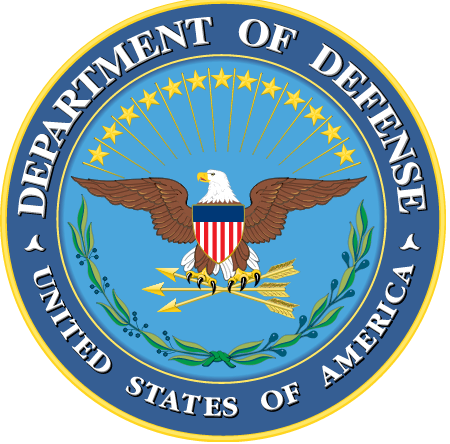 DEPARTMENT OF DEFENSE
UNITED STATES OF AMERICA